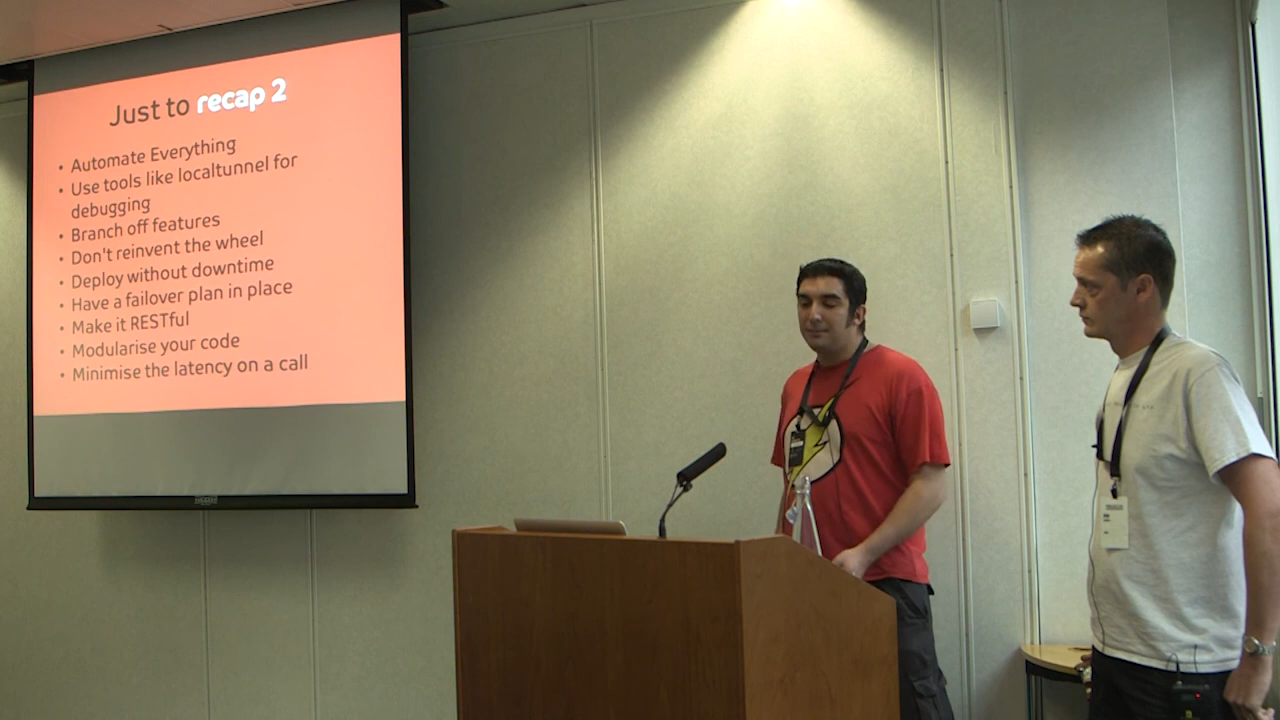 Just to recap 2
• Automate Everything
• Use tools like localtunnel for
debugging
• Branch off features
• Don't reinvent the wheel
• Deploy without downtime
• Have a failover plan in place
• Make it RESTful
• Modularise your code
• Minimise the latency on a call